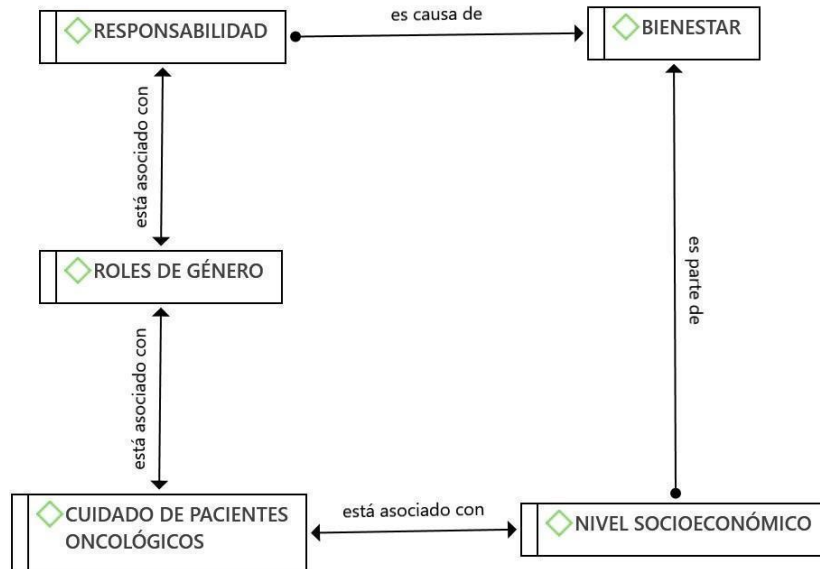 RESPONSABILIDAD
es causa de
BIENESTAR
está asociado con
ROLES DE GÉNERO
es parte de
está asociado con
CUIDADO DE PACIENTES
ONCOLÓGICOS
está asociado con
NIVEL SOCIOECONÓMICO